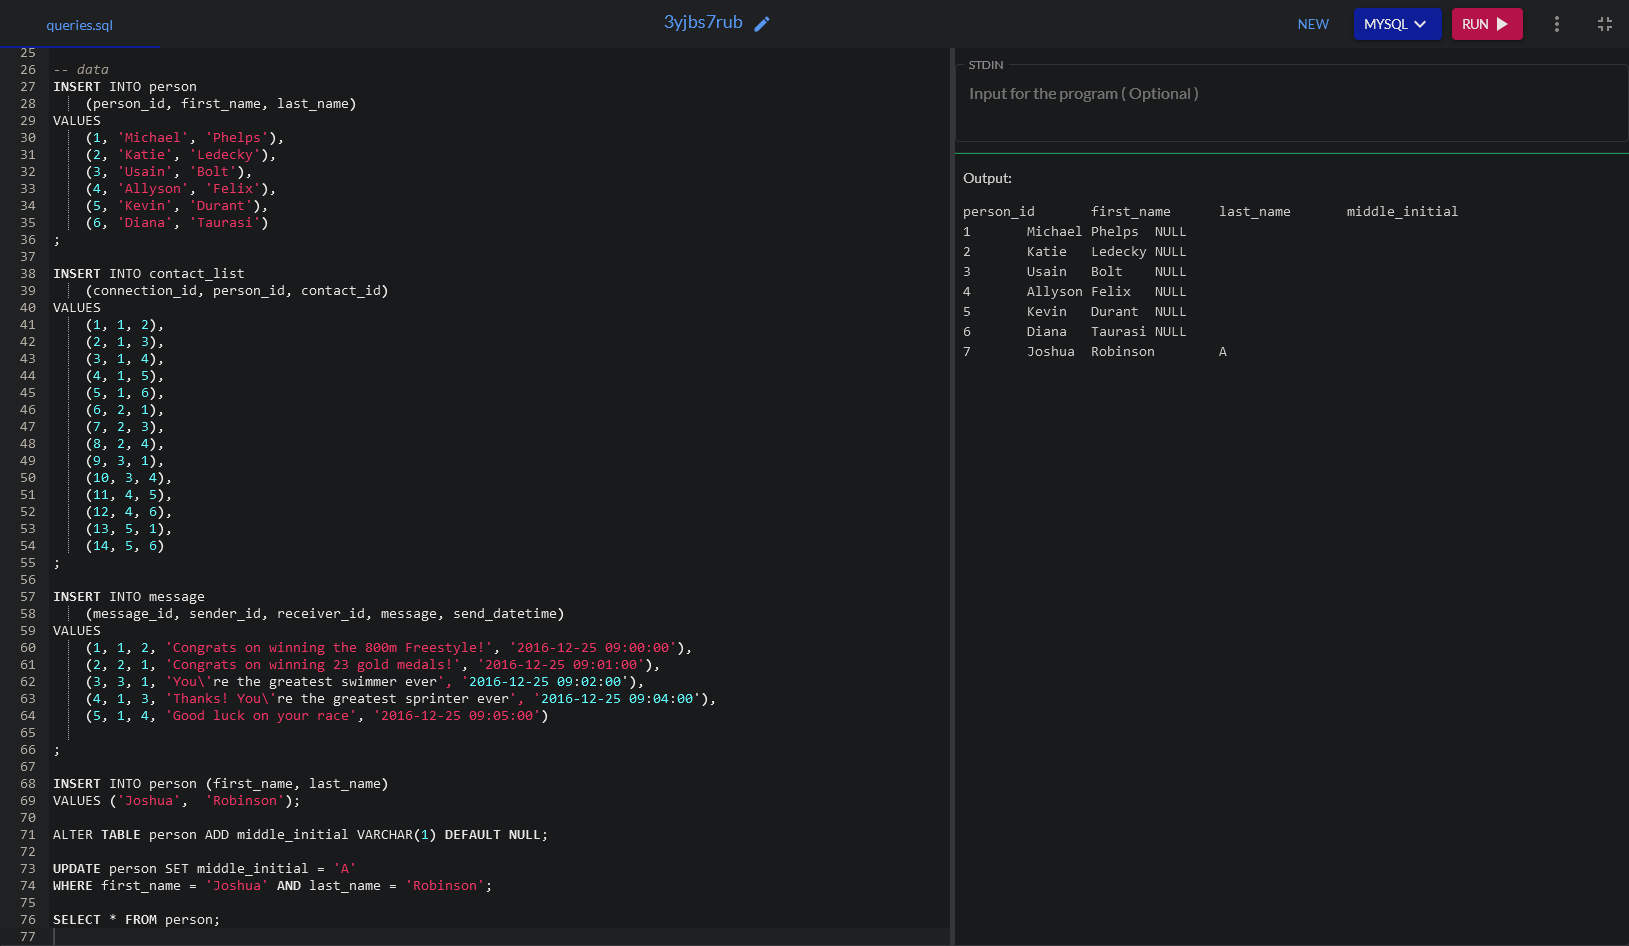 queries.sql
3yjbs7rub
NEW
MYSQL
RUN
25
26 -- data
27 INSERT INTO person
28     (person_id, first_name, last_name)
29 VALUES
30     (1, 'Michael', 'Phelps'),
31     (2, 'Katie', 'Ledecky'),
32     (3, 'Usain', 'Bolt'),
33     (4, 'Allyson', 'Felix'),
34     (5, 'Kevin', 'Durant'),
35     (6, 'Diana', 'Taurasi')
36 ;
37
38 INSERT INTO contact_list
39     (connection_id, person_id, contact_id)
40 VALUES
41     (1, 1, 2),
42     (2, 1, 3),
43     (3, 1, 4),
44     (4, 1, 5),
45     (5, 1, 6),
46     (6, 2, 1),
47     (7, 2, 3),
48     (8, 2, 4),
49     (9, 3, 1),
50     (10, 3, 4),
51     (11, 4, 5),
52     (12, 4, 6),
53     (13, 5, 1),
54     (14, 5, 6)
55 ;
56
57 INSERT INTO message
58     (message_id, sender_id, receiver_id, message, send_datetime)
59 VALUES
60     (1, 1, 2, 'Congrats on winning the 800m Freestyle!', '2016-12-25 09:00:00'),
61     (2, 2, 1, 'Congrats on winning 23 gold medals!', '2016-12-25 09:01:00'),
62     (3, 3, 1, 'You\'re the greatest swimmer ever', '2016-12-25 09:02:00'),
63     (4, 1, 3, 'Thanks! You\'re the greatest sprinter ever', '2016-12-25 09:04:00'),
64     (5, 1, 4, 'Good luck on your race', '2016-12-25 09:05:00')
65
66 ;
67
68 INSERT INTO person (first_name, last_name)
69 VALUES ('Joshua',  'Robinson');
70
71 ALTER TABLE person ADD middle_initial VARCHAR(1) DEFAULT NULL;
72
73 UPDATE person SET middle_initial = 'A'
74 WHERE first_name = 'Joshua' AND last_name = 'Robinson';
75
76 SELECT * FROM person;
77
STDIN
Input for the program ( Optional )
Output:
person_id first_name last_name middle_initial
1 Michael Phelps NULL
2 Katie Ledecky NULL
3 Usain Bolt NULL
4 Allyson Felix NULL
5 Kevin Durant NULL
6 Diana Taurasi NULL
7 Joshua Robinson A